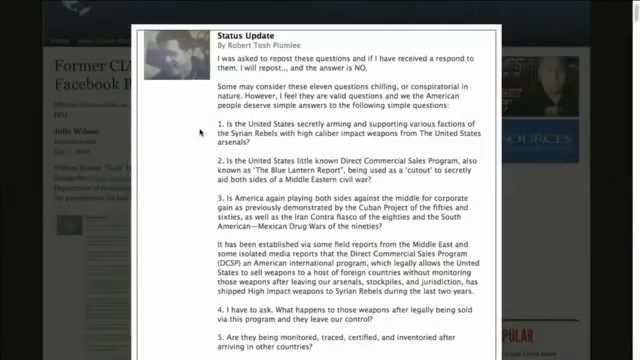 Status Update
By Robert Tosh Plumlee
I was asked to repost these questions and if I have received a respond to
them. I will repost.., and the answer is NO.
Some may consider these eleven questions chilling, or conspiratorial in
nature. However, I feel they are valid questions and we the American
people deserve simple answers to the following simple questions:
1. Is the United States secretly arming and supporting various factions of
the Syrian Rebels with high caliber impact weapons from The United States
arsenals?
2. Is the United States little known Direct Commercial Sales Program, also
known as "The Blue Lantern Report", being used as a 'cutout' to secretly
aid both sides of a Middle Eastern civil war?
3. Is America again playing both sides against the middle for corporate
gain as previously demonstrated by the Cuban Project of the fifties and
sixties, as well as the Iran Contra fiasco of the eighties and the South
American—Mexican Drug Wars of the nineties?
It has been established via some field reports from the Middle East and
some isolated media reports that the Direct Commercial Sales Program
(DCSP) an American international program, which legally allows the United
States to sell weapons to a host of foreign countries without monitoring
those weapons after leaving our arsenals, stockpiles, and jurisdiction, has
shipped High Impact weapons to Syrian Rebels during the last two years.
4. I have to ask. What happens to those weapons after legally being sold
via this program and they leave our control?
5. Are they being monitored, traced, certified, and inventoried after
arriving in other countries?
Former CIA
Facebook
Julie Wilson